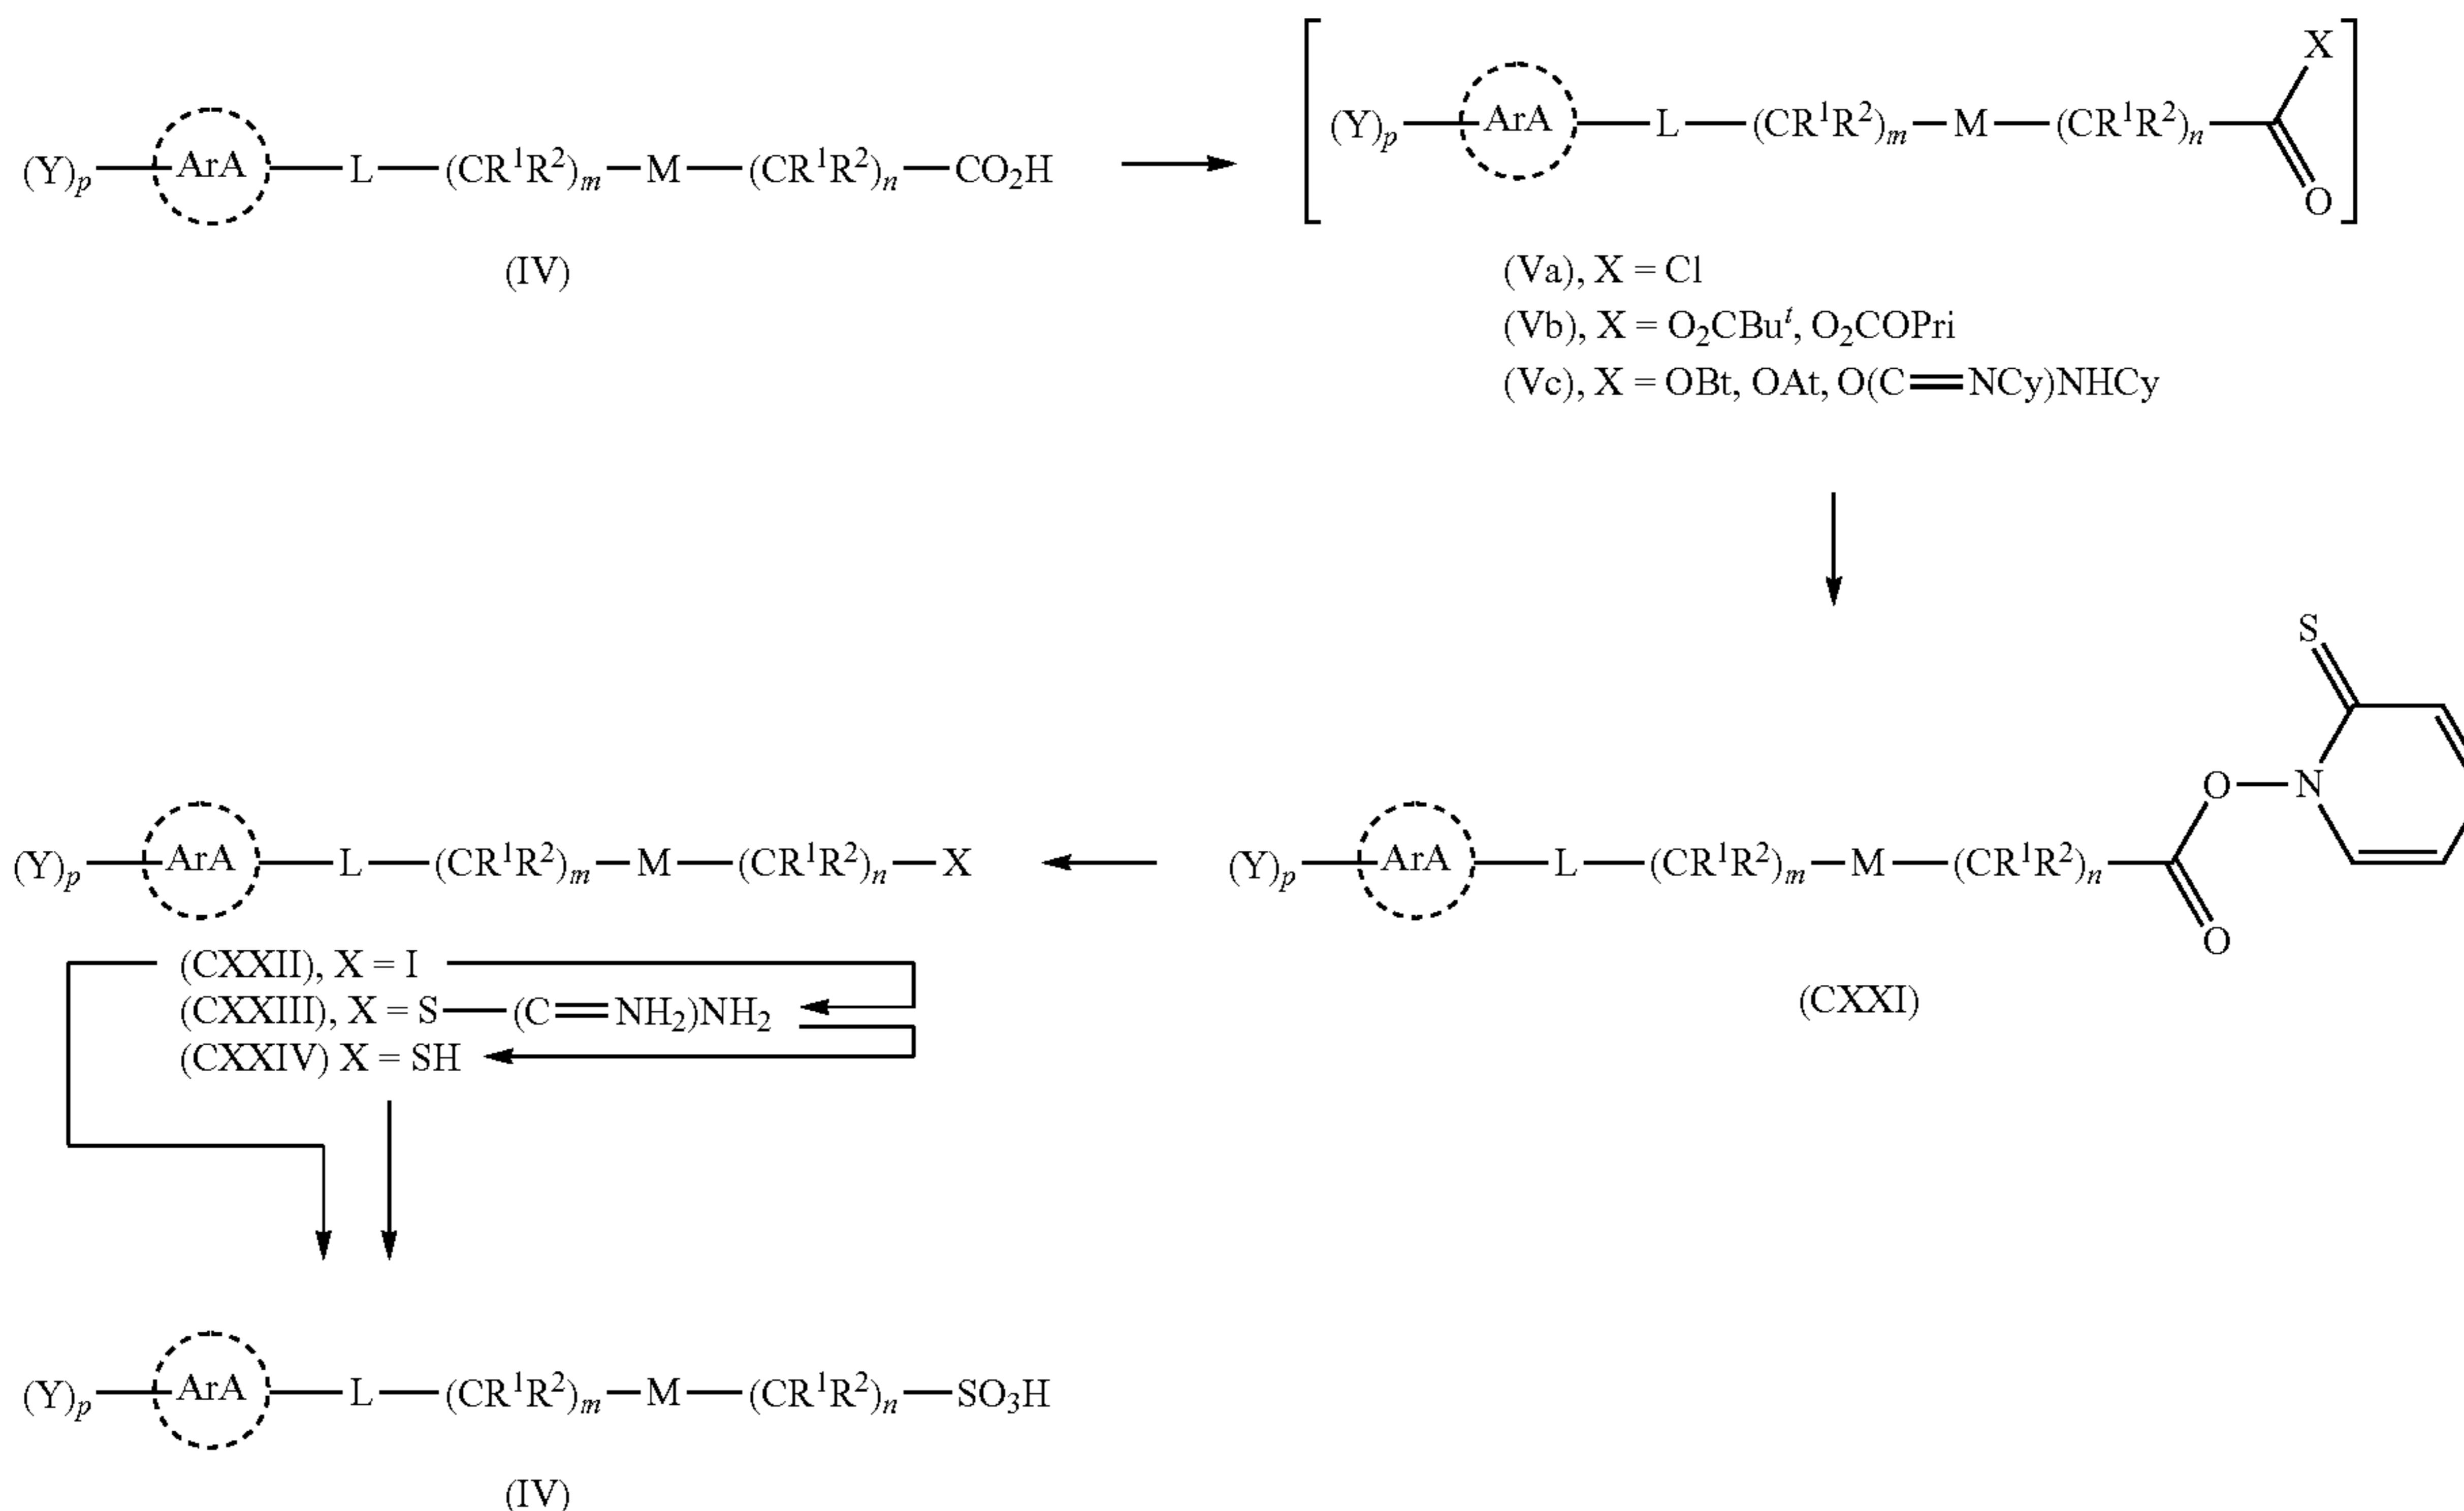 (Y)p—ArA—L—(CR¹R²)m—M—(CR¹R²)n—CO₂H
(IV)
(Y)p—ArA—L—(CR¹R²)m—M—(CR¹R²)n
X
O
(Va), X = Cl
(Vb), X = O₂CBuᵗ, O₂COPri
(Vc), X = OBt, OAt, O(C=NCy)NHCy
(Y)p—ArA—L—(CR¹R²)m—M—(CR¹R²)n—X
(CXXII), X = I
(CXXIII), X = S—(C=NH₂)NH₂
(CXXIV) X = SH
(Y)p—ArA—L—(CR¹R²)m—M—(CR¹R²)n
S
O—N
O
(CXXI)
(Y)p—ArA—L—(CR¹R²)m—M—(CR¹R²)n—SO₃H
(IV)